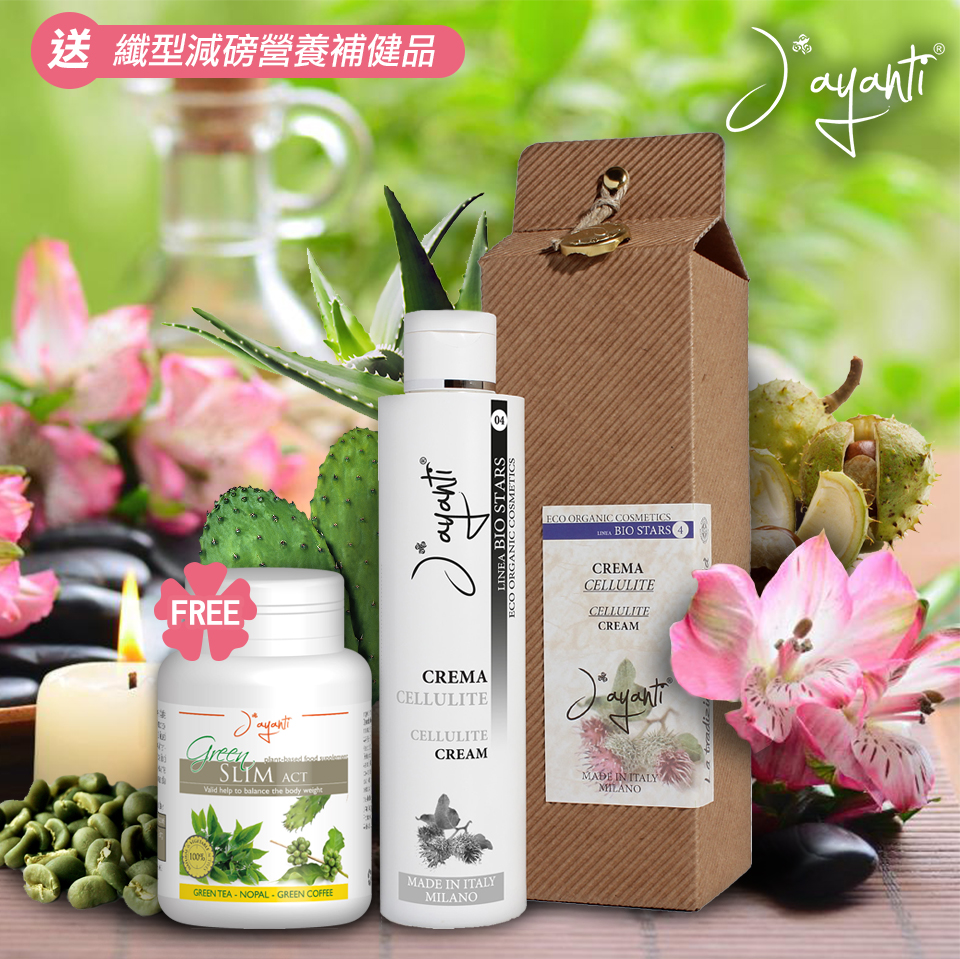 送 纖型減磅營養補健品
Jayanti®
FREE
Jayanti
Green
plant-based food supplement
SLIM ACT
Valid help to balance the body weight
100%
GREEN TEA - NOPAL - GREEN COFFEE
04
Jayanti®
LINEA BIO STARS
ECO ORGANIC COSMETICS
CREMA
CELLULITE
CELLULITE
CREAM
MADE IN ITALY
MILANO
ECO ORGANIC COSMETICS
LINEA BIO STARS 4
CREMA
CELLULITE
CELLULITE
CREAM
Jayanti®
MADE IN ITALY
MILANO